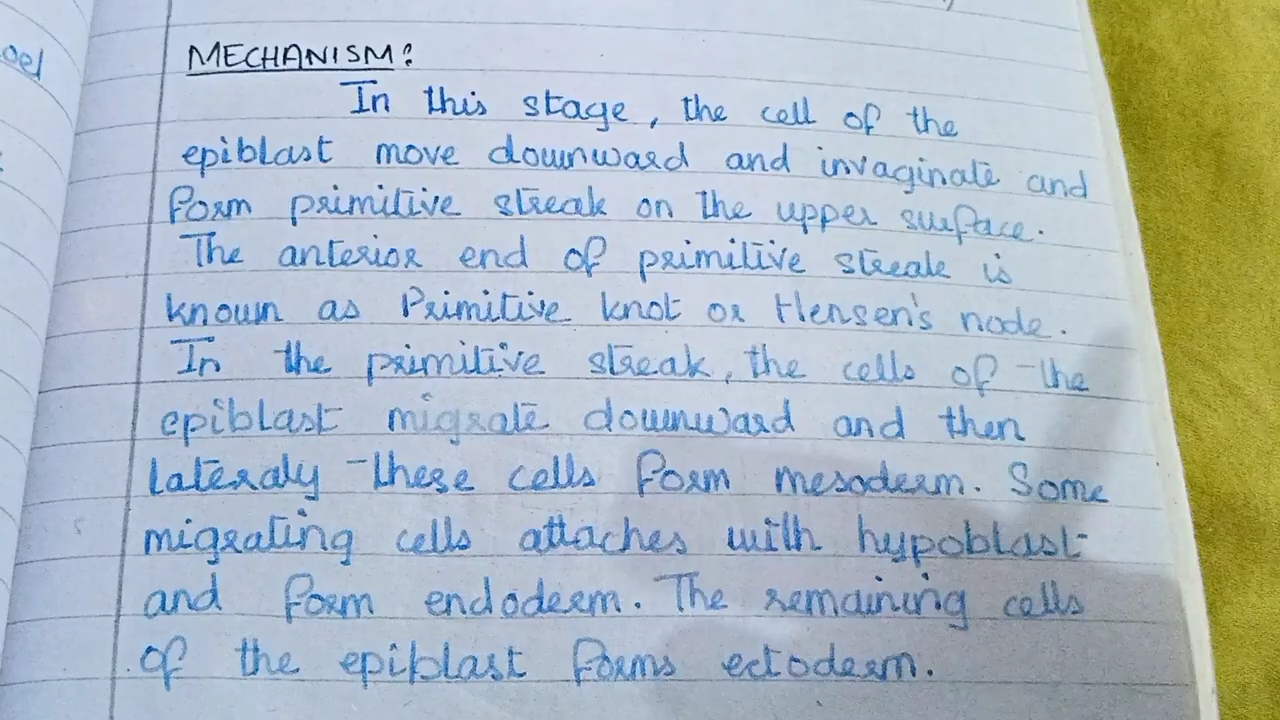 MECHANISM:
In this stage, the cell of the
epiblast move downward and invaginate and
form primitive streak on the upper surface.
The anterior end of primitive streak is
known as Primitive knot or Hensen's node.
In the primitive streak, the cells of the
epiblast migrate downward and then
lateraly these cells form mesoderm. Some
migrating cells attaches with hypoblast
and form endoderm. The remaining cells
of the epiblast forms ectoderm.